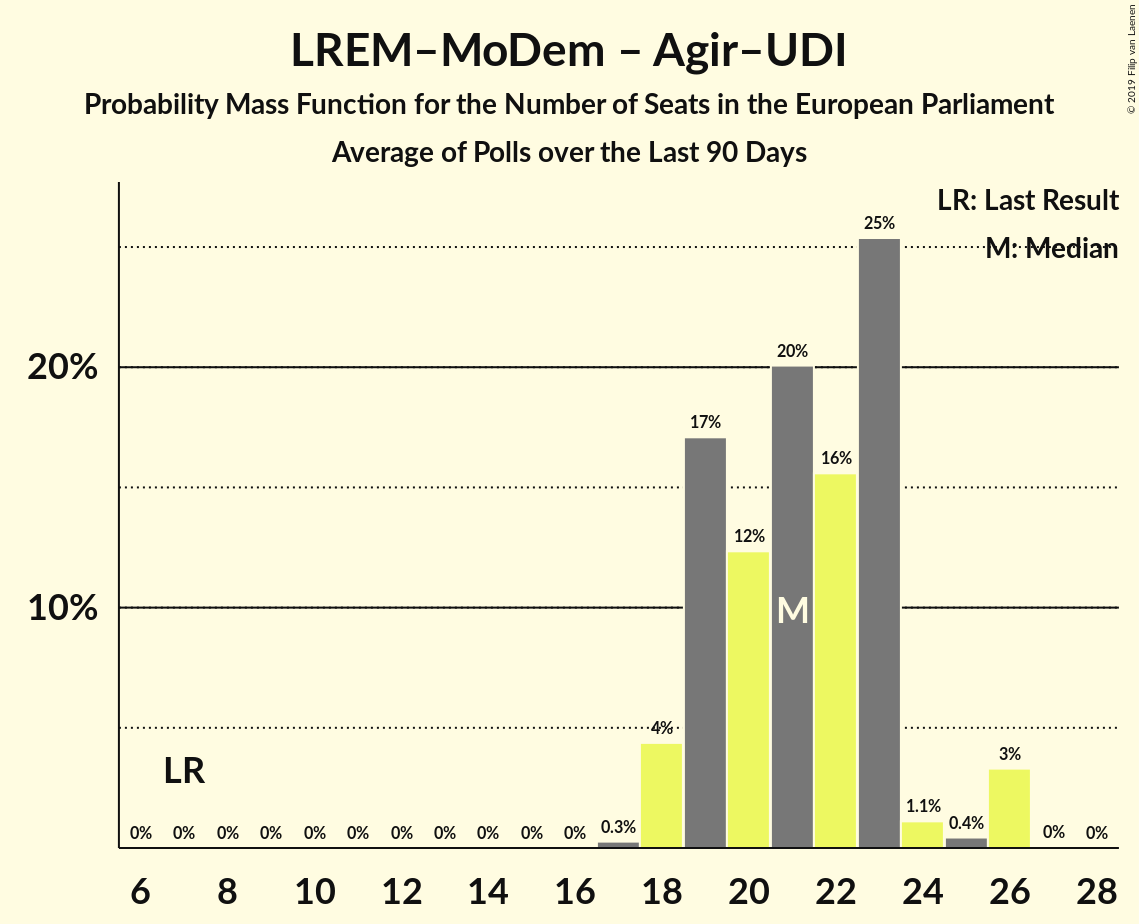 LREM–MoDem – Agir–UDI
Probability Mass Function for the Number of Seats in the European Parliament
Average of Polls over the Last 90 Days
© 2019 Filip van Laenen
LR: Last Result
M: Median
25%
20%
20%
17%
16%
12%
10%
M
4%
LR
3%
1.1%
0.4%
0.3%
0% 0% 0% 0% 0% 0% 0% 0% 0% 0% 0% 0% 0%
6 8 10 12 14 16 18 20 22 24 26 28